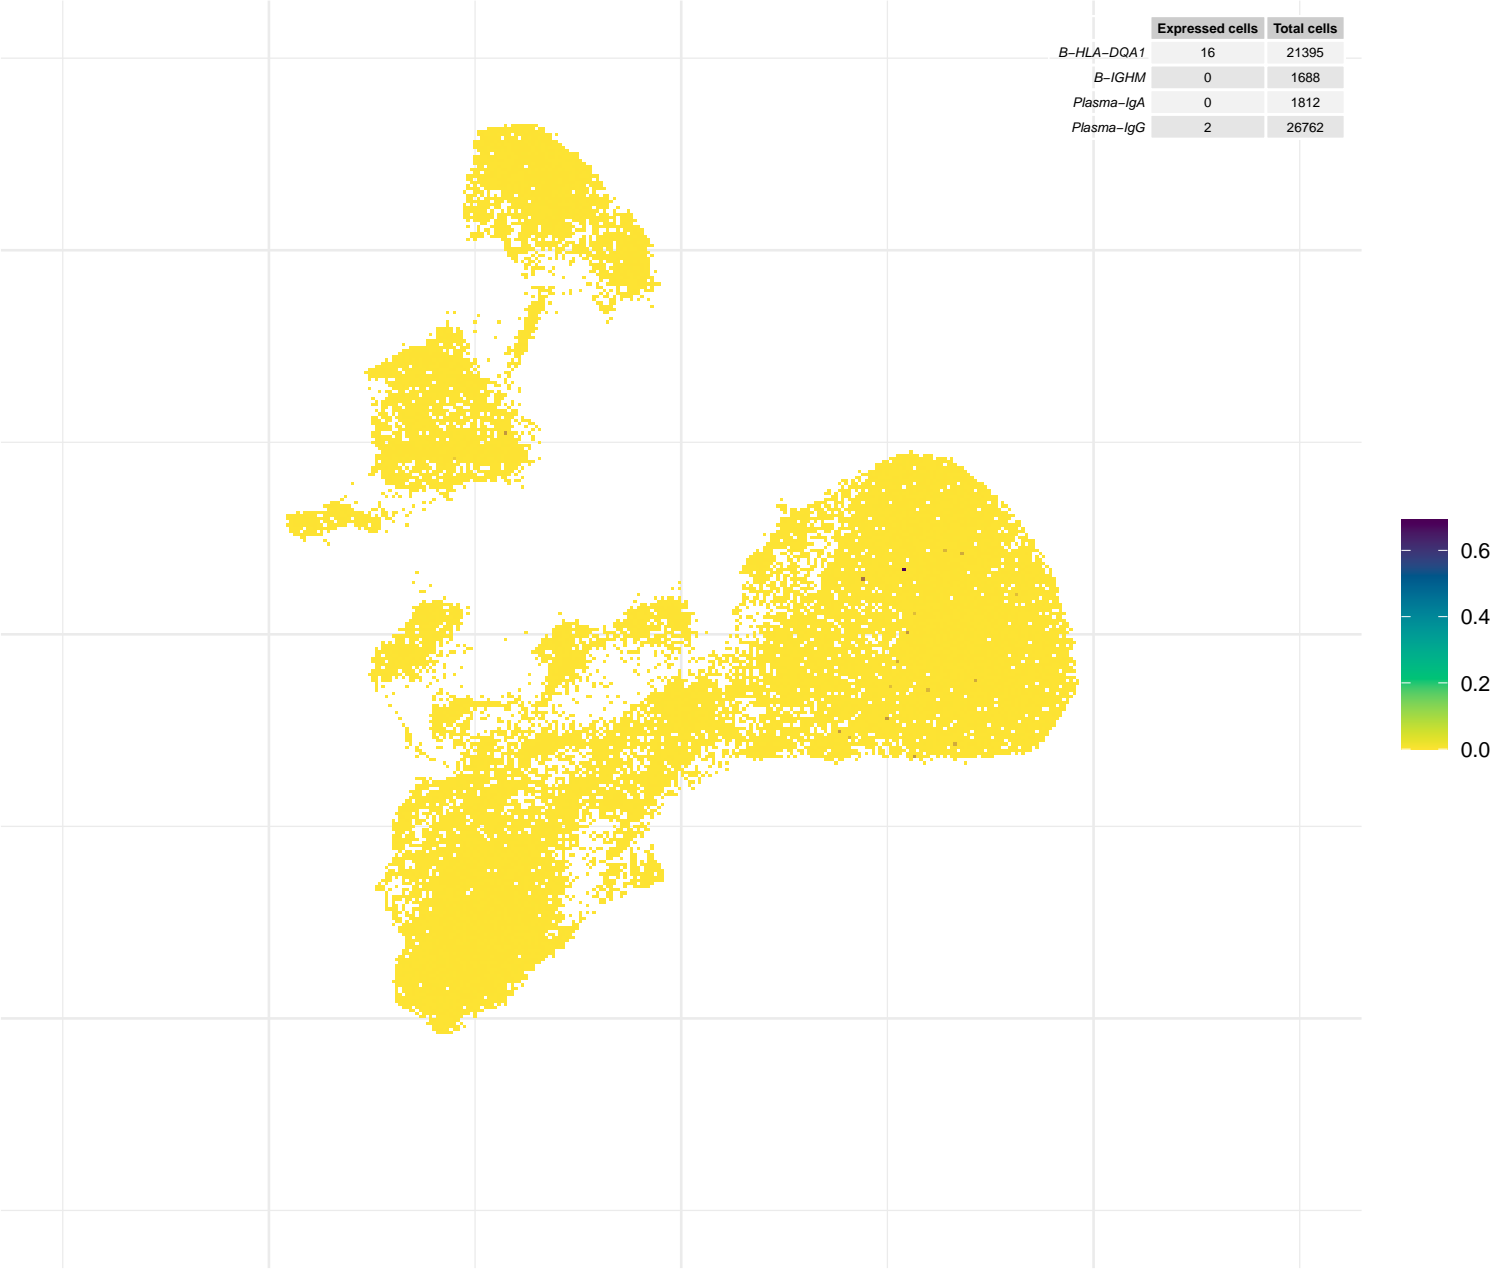 Expressed cells Total cells
B−HLA−DQA1 16 21395
B−IGHM 0 1688
Plasma−IgA 0 1812
Plasma−IgG 2 26762
0.6
0.4
0.2
0.0